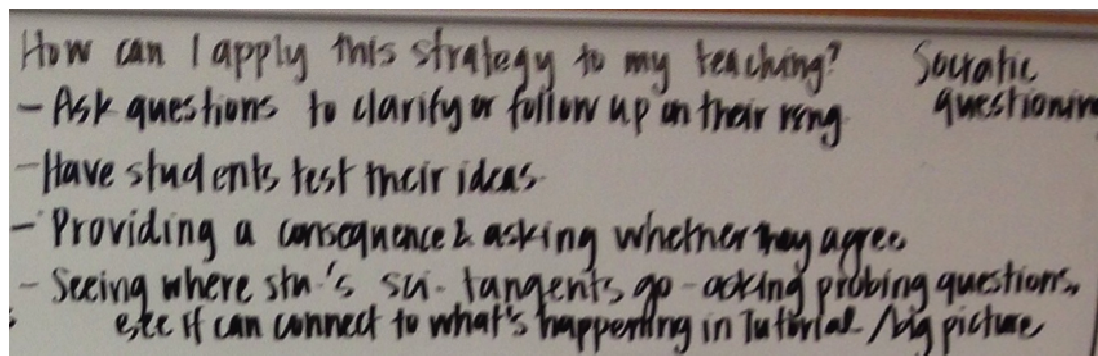 How can I apply this strategy to my teaching?
Socratic
questionin
- Ask questions to clarify or follow up on their rsng
- Have students test their ideas.
- Providing a consequence & asking whether they agree
- Seeing where stu.'s sci. tangents go - asking probing questions,
see if can connect to what's happening in Tutorial / big picture